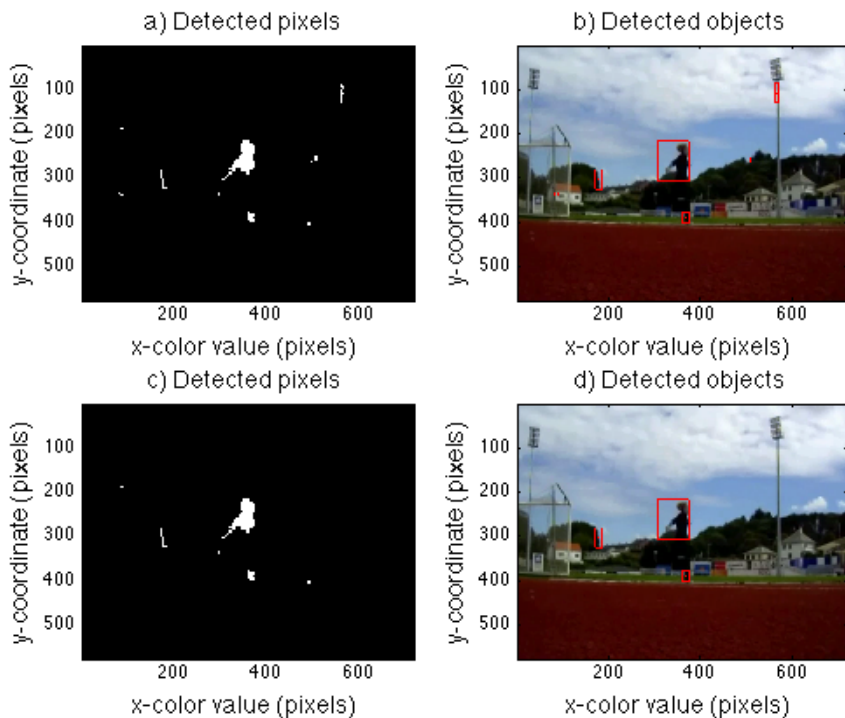 a) Detected pixels
b) Detected objects
y-coordinate (pixels)
100
200
300
400
500
200 400 600
x-color value (pixels)
y-coordinate (pixels)
100
200
300
400
500
200 400 600
x-color value (pixels)
c) Detected pixels
d) Detected objects
y-coordinate (pixels)
100
200
300
400
500
200 400 600
x-color value (pixels)
y-coordinate (pixels)
100
200
300
400
500
200 400 600
x-color value (pixels)